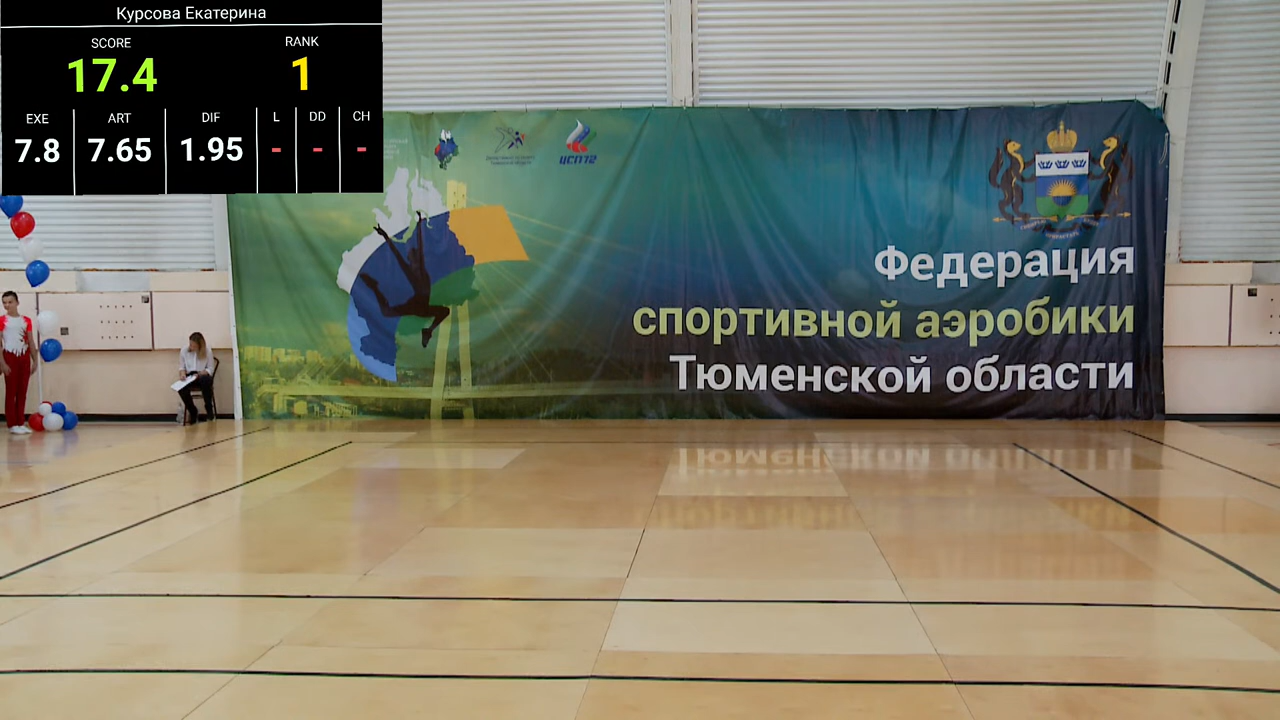 Курсова Екатерина
SCORE RANK
17.4 1
EXE ART DIF L DD CH
7.8 7.65 1.95 - - -
ЦСП72
Федерация
спортивной аэробики
Тюменской области